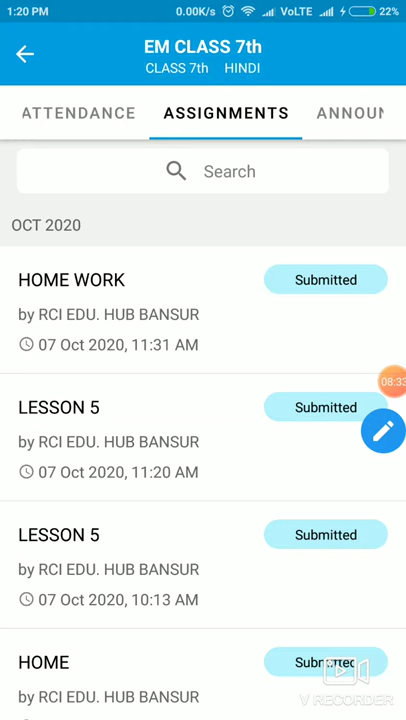 1:20 PM 0.00K/s VoLTE 22%
EM CLASS 7th
CLASS 7th HINDI
ATTENDANCE ASSIGNMENTS ANNOUN
Search
OCT 2020
HOME WORK Submitted
by RCI EDU. HUB BANSUR
07 Oct 2020, 11:31 AM
08:33
LESSON 5 Submitted
by RCI EDU. HUB BANSUR
07 Oct 2020, 11:20 AM
LESSON 5 Submitted
by RCI EDU. HUB BANSUR
07 Oct 2020, 10:13 AM
HOME Submitted
by RCI EDU. HUB BANSUR
V RECORDER